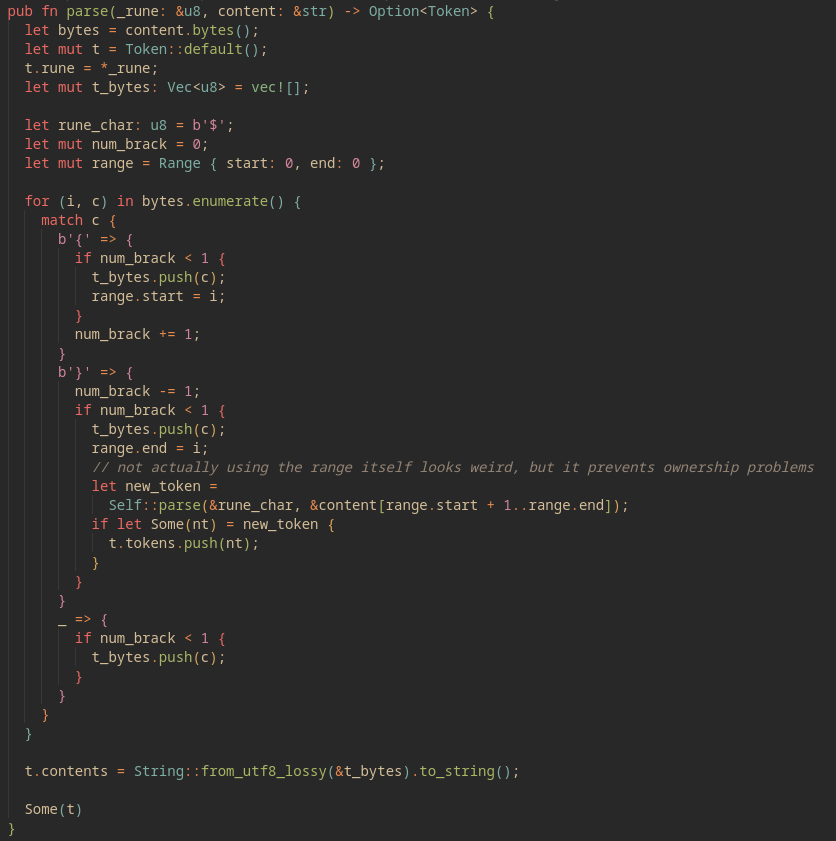 pub fn parse(_rune: &u8, content: &str) -> Option<Token> {
  let bytes = content.bytes();
  let mut t = Token::default();
  t.rune = *_rune;
  let mut t_bytes: Vec<u8> = vec![];

  let rune_char: u8 = b'$';
  let mut num_brack = 0;
  let mut range = Range { start: 0, end: 0 };

  for (i, c) in bytes.enumerate() {
    match c {
      b'{' => {
        if num_brack < 1 {
          t_bytes.push(c);
          range.start = i;
        }
        num_brack += 1;
      }
      b'}' => {
        num_brack -= 1;
        if num_brack < 1 {
          t_bytes.push(c);
          range.end = i;
          // not actually using the range itself looks weird, but it prevents ownership problems
          let new_token =
            Self::parse(&rune_char, &content[range.start + 1..range.end]);
          if let Some(nt) = new_token {
            t.tokens.push(nt);
          }
        }
      }
      _ => {
        if num_brack < 1 {
          t_bytes.push(c);
        }
      }
    }
  }

  t.contents = String::from_utf8_lossy(&t_bytes).to_string();

  Some(t)
}